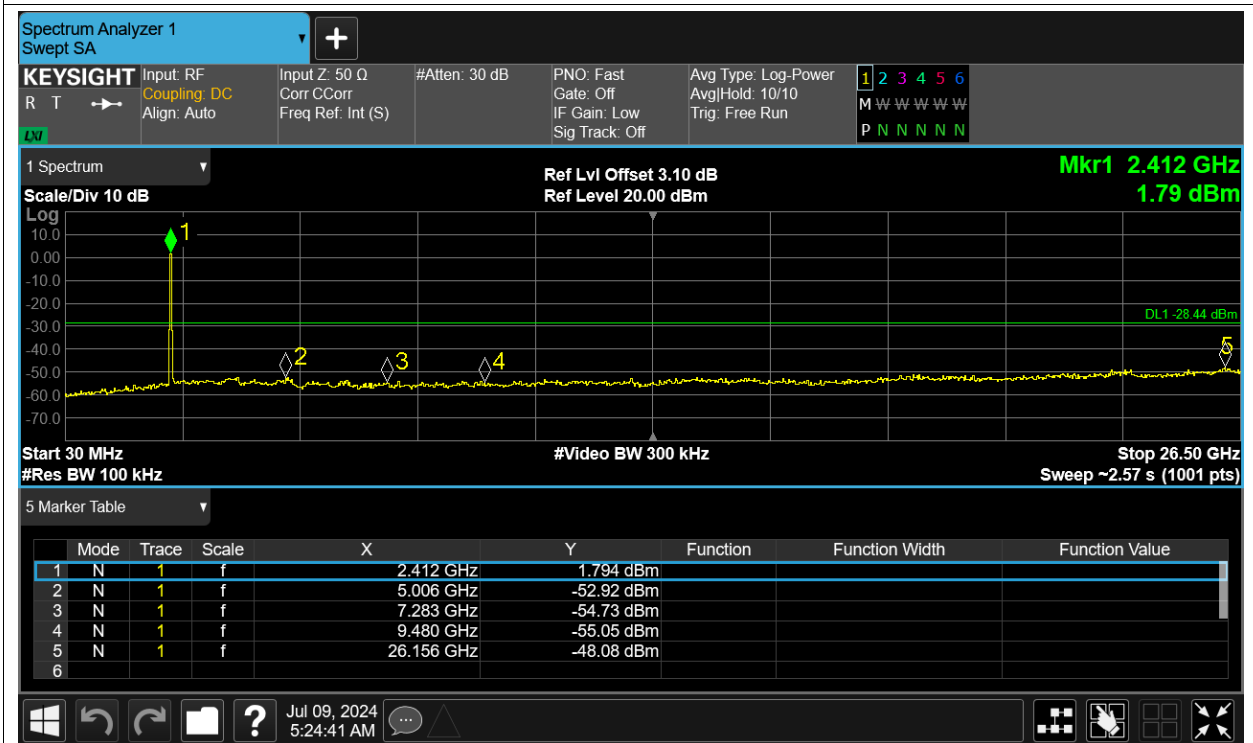 Spectrum Analyzer 1
Swept SA
+
KEYSIGHT Input: RF Input Z: 50 Ω #Atten: 30 dB PNO: Fast Avg Type: Log-Power 1 2 3 4 5 6
R T Coupling: DC Corr CCorr Gate: Off Avg|Hold: 10/10 M W W W W W
Align: Auto Freq Ref: Int (S) IF Gain: Low Trig: Free Run
LXI Sig Track: Off P N N N N N
1 Spectrum Ref Lvl Offset 3.10 dB Mkr1 2.412 GHz
Scale/Div 10 dB Ref Level 20.00 dBm 1.79 dBm
Log
10.0 1
0.00
-10.0
-20.0
DL1 -28.44 dBm
-30.0
-40.0 2 3 4 5
-50.0
-60.0
-70.0
Start 30 MHz #Video BW 300 kHz Stop 26.50 GHz
#Res BW 100 kHz Sweep ~2.57 s (1001 pts)
5 Marker Table
Mode Trace Scale X Y Function Function Width Function Value
1 N 1 f 2.412 GHz 1.794 dBm
2 N 1 f 5.006 GHz -52.92 dBm
3 N 1 f 7.283 GHz -54.73 dBm
4 N 1 f 9.480 GHz -55.05 dBm
5 N 1 f 26.156 GHz -48.08 dBm
6
? Jul 09, 2024
5:24:41 AM